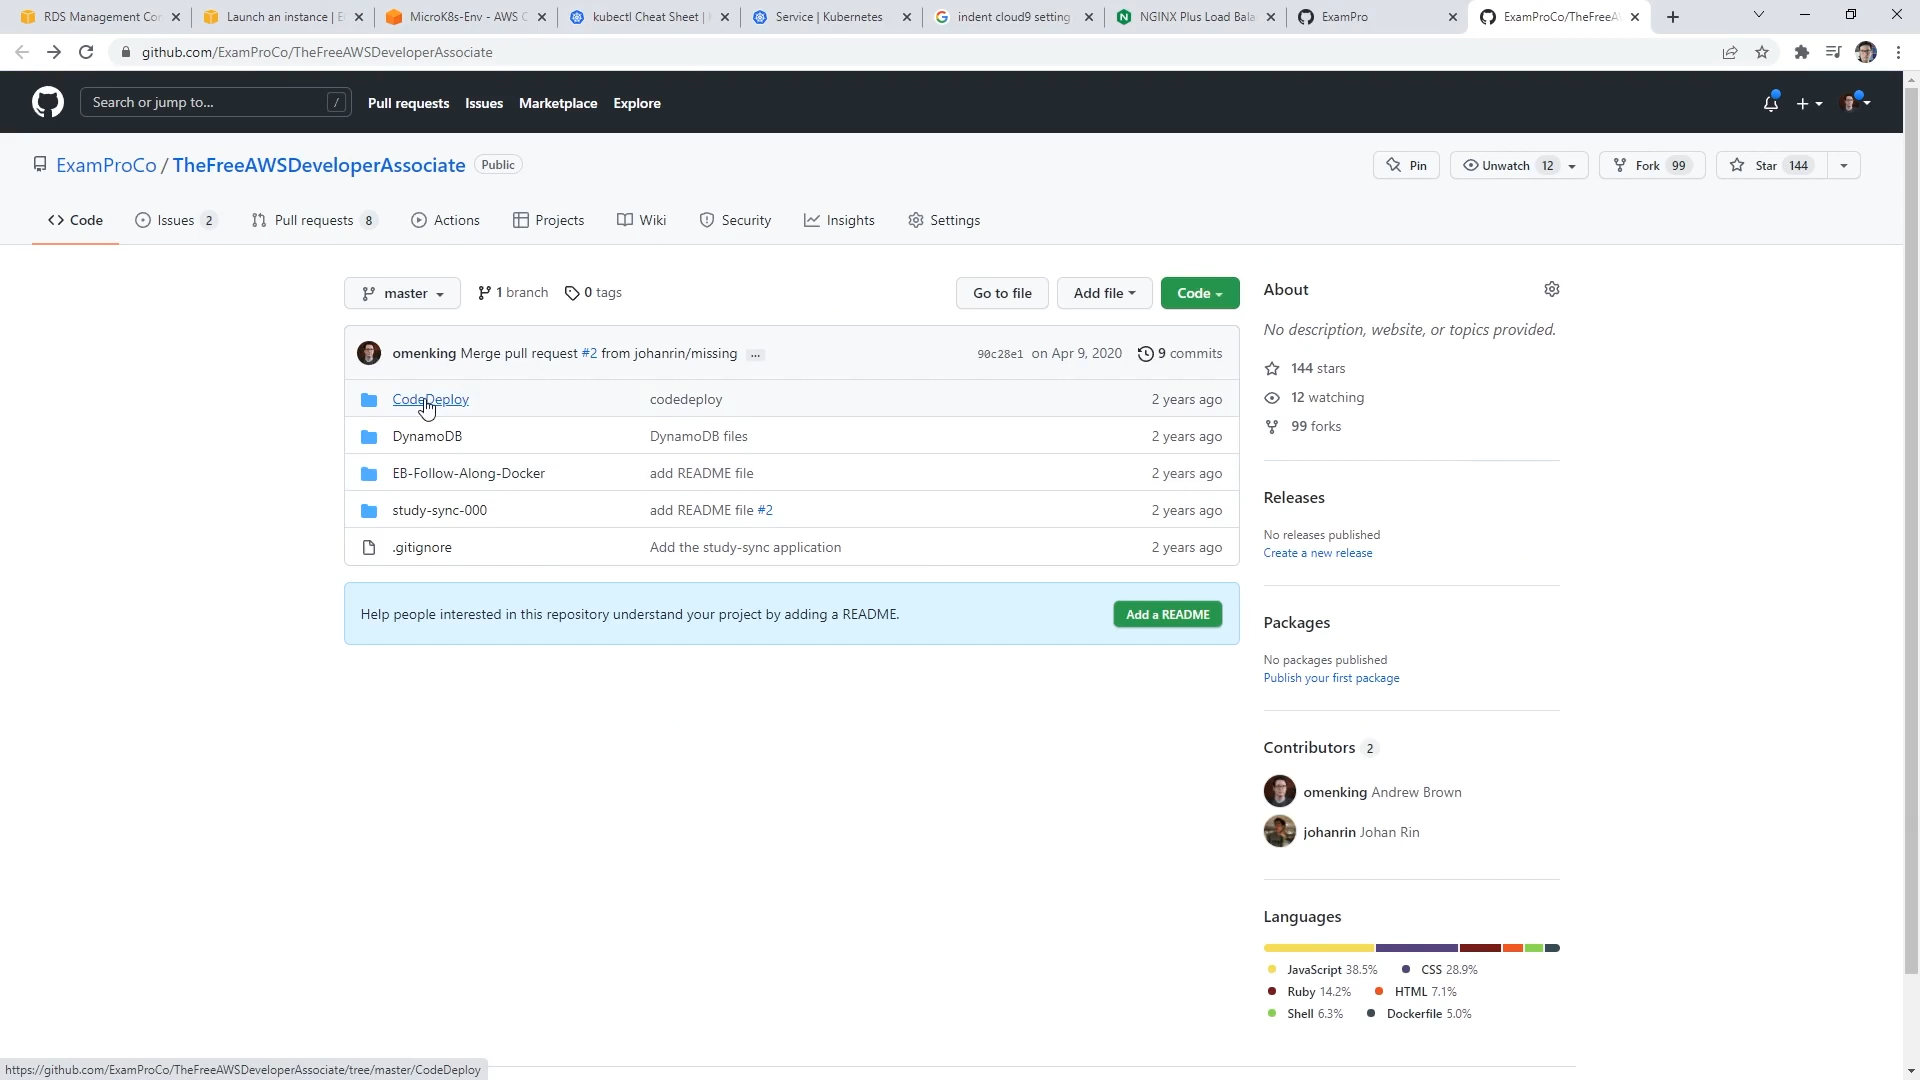 RDS Management Co
Launch an instance | E
MicroK8s-Env - AWS C
kubectl Cheat Sheet |
Service | Kubernetes
indent cloud9 setting
NGINX Plus Load Bala
ExamPro
ExamProCo/TheFreeA
github.com/ExamProCo/TheFreeAWSDeveloperAssociate
Search or jump to...
/
Pull requests
Issues
Marketplace
Explore
ExamProCo / TheFreeAWSDeveloperAssociate
Public
Pin
Unwatch 12
Fork 99
Star 144
Code
Issues 2
Pull requests 8
Actions
Projects
Wiki
Security
Insights
Settings
master
1 branch
0 tags
Go to file
Add file
Code
omenking Merge pull request #2 from johanrin/missing ...
90c28e1 on Apr 9, 2020
9 commits
CodeDeploy codedeploy 2 years ago
DynamoDB DynamoDB files 2 years ago
EB-Follow-Along-Docker add README file 2 years ago
study-sync-000 add README file #2 2 years ago
.gitignore Add the study-sync application 2 years ago
Help people interested in this repository understand your project by adding a README.
Add a README
About
No description, website, or topics provided.
144 stars
12 watching
99 forks
Releases
No releases published
Create a new release
Packages
No packages published
Publish your first package
Contributors 2
omenking Andrew Brown
johanrin Johan Rin
Languages
JavaScript 38.5% CSS 28.9%
Ruby 14.2% HTML 7.1%
Shell 6.3% Dockerfile 5.0%
https://github.com/ExamProCo/TheFreeAWSDeveloperAssociate/tree/master/CodeDeploy